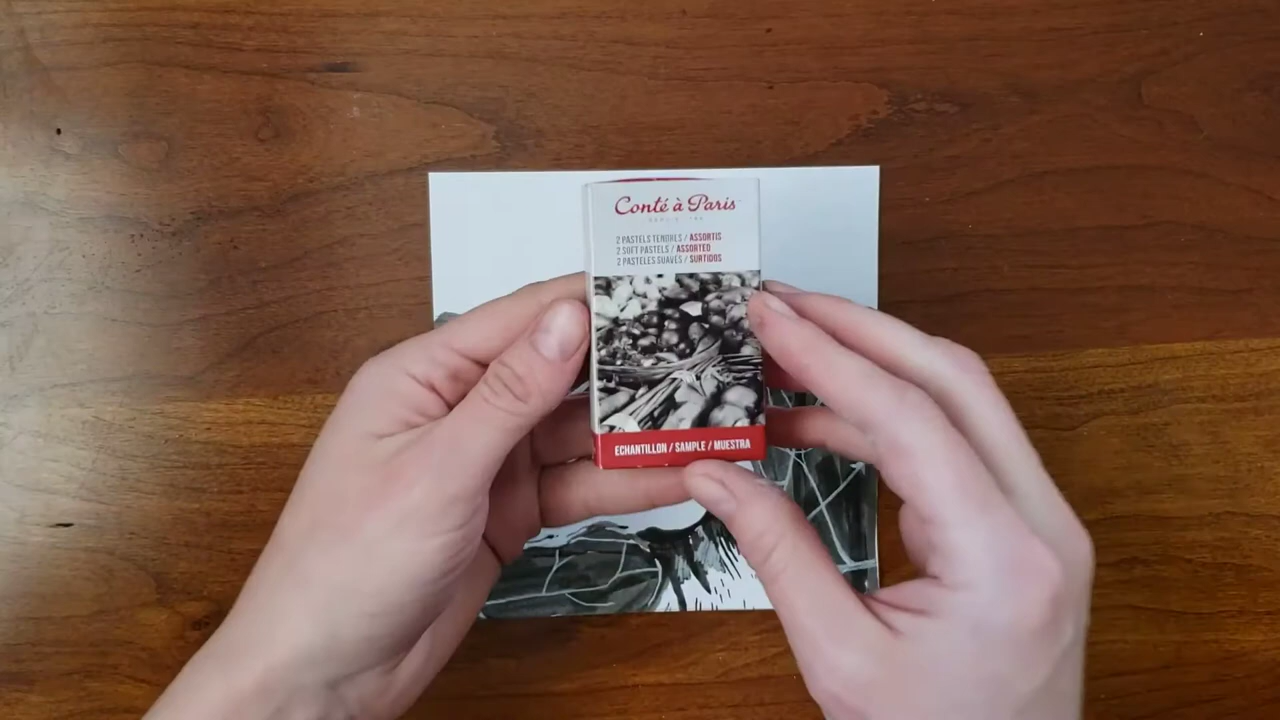 Conté à Paris
2 PASTELS TENDRES / ASSORTIS
2 SOFT PASTELS / ASSORTED
2 PASTELES SUAVES / SURTIDOS
ECHANTILLON / SAMPLE / MUESTRA